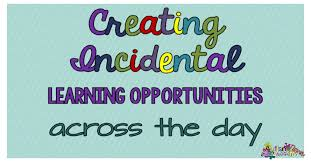 Creating
Incidental
LEARNING OPPORTUNITIES
across the day